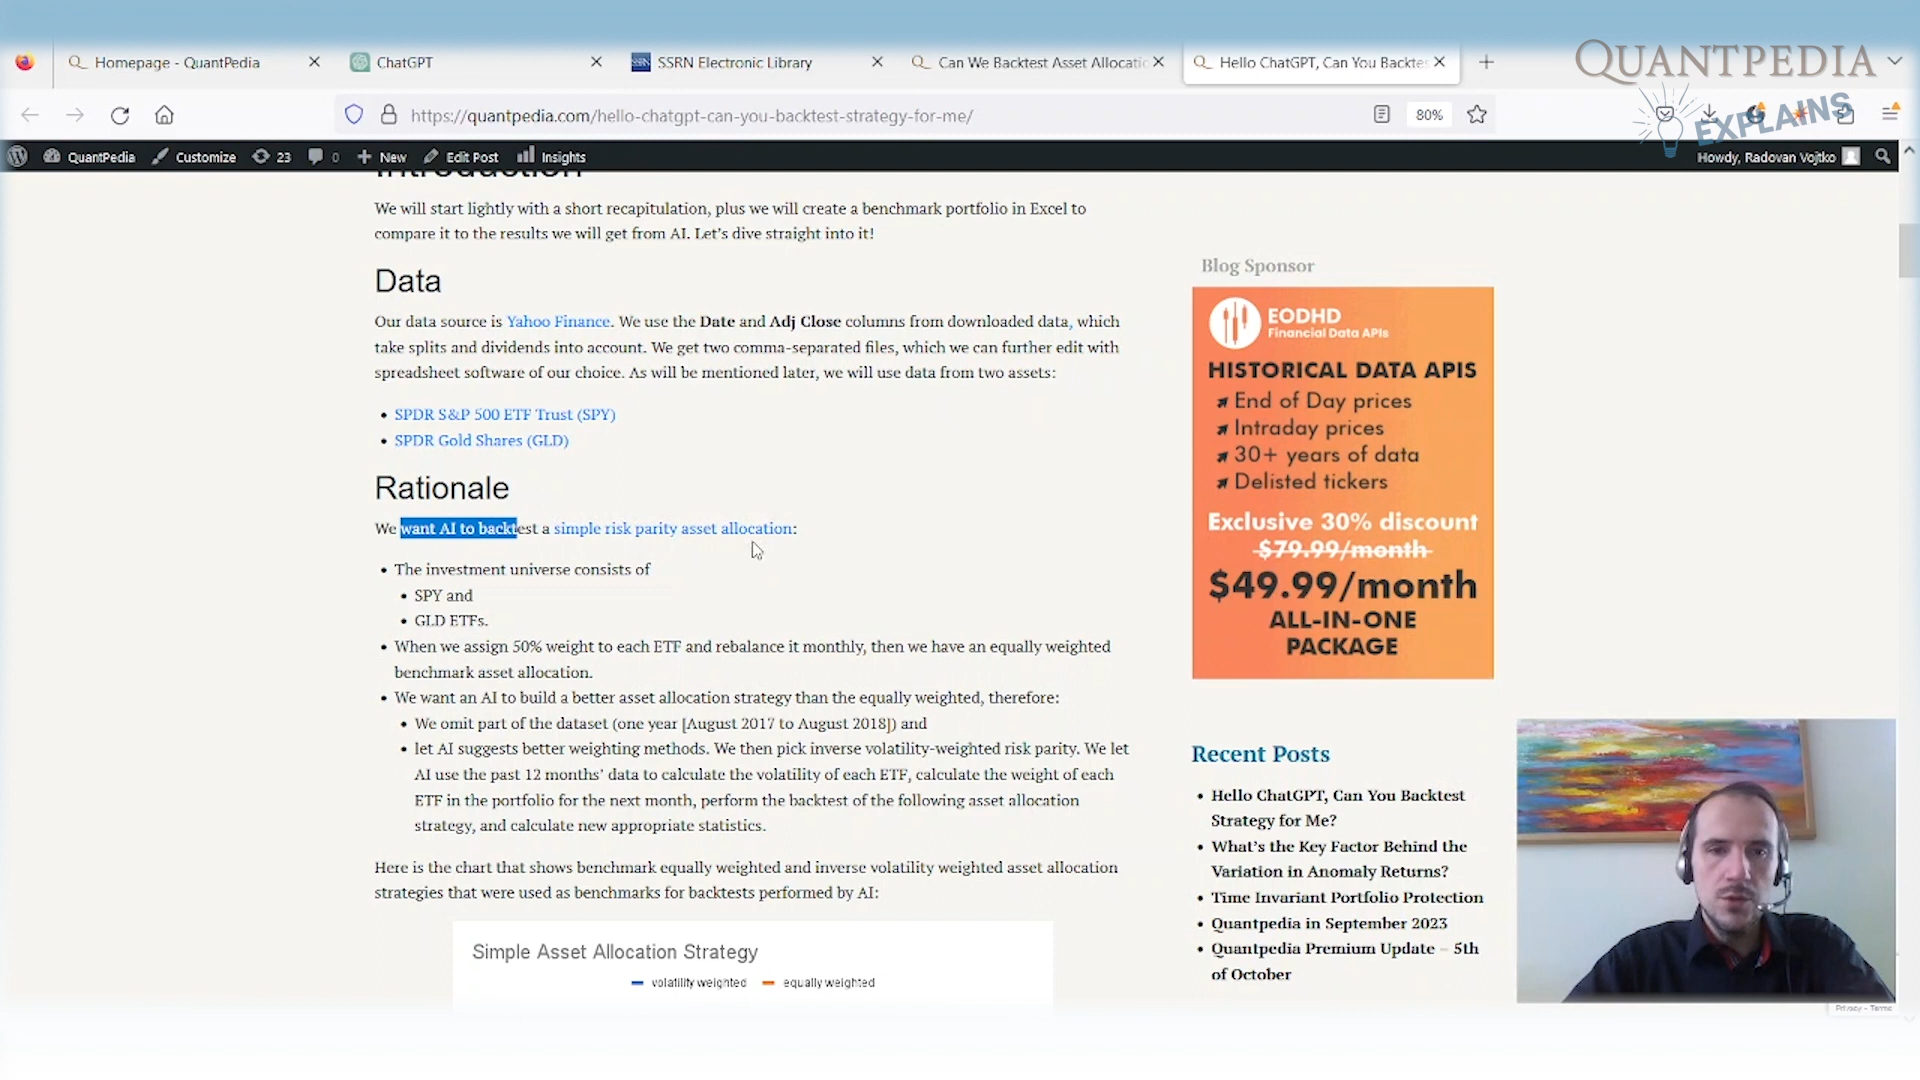 QUANTPEDIA
EXPLAINS
Homepage - QuantPedia
ChatGPT
SSRN Electronic Library
Can We Backtest Asset Allocatic
Hello ChatGPT, Can You Backtes
https://quantpedia.com/hello-chatgpt-can-you-backtest-strategy-for-me/
80%
QuantPedia
Customize
23
0
New
Edit Post
Insights
Howdy, Radovan Vojtko
Introduction
We will start lightly with a short recapitulation, plus we will create a benchmark portfolio in Excel to
compare it to the results we will get from AI. Let's dive straight into it!
Data
Our data source is Yahoo Finance. We use the Date and Adj Close columns from downloaded data, which
take splits and dividends into account. We get two comma-separated files, which we can further edit with
spreadsheet software of our choice. As will be mentioned later, we will use data from two assets:
• SPDR S&P 500 ETF Trust (SPY)
• SPDR Gold Shares (GLD)
Rationale
We want AI to backtest a simple risk parity asset allocation:
• The investment universe consists of
• SPY and
• GLD ETFs.
• When we assign 50% weight to each ETF and rebalance it monthly, then we have an equally weighted
benchmark asset allocation.
• We want an AI to build a better asset allocation strategy than the equally weighted, therefore:
• We omit part of the dataset (one year [August 2017 to August 2018]) and
• let AI suggests better weighting methods. We then pick inverse volatility-weighted risk parity. We let
AI use the past 12 months' data to calculate the volatility of each ETF, calculate the weight of each
ETF in the portfolio for the next month, perform the backtest of the following asset allocation
strategy, and calculate new appropriate statistics.
Here is the chart that shows benchmark equally weighted and inverse volatility weighted asset allocation
strategies that were used as benchmarks for backtests performed by AI:
Simple Asset Allocation Strategy
volatility weighted
equally weighted
Blog Sponsor
EODHD
Financial Data APIs
HISTORICAL DATA APIS
End of Day prices
Intraday prices
30+ years of data
Delisted tickers
Exclusive 30% discount
$79.99/month
$49.99/month
ALL-IN-ONE
PACKAGE
Recent Posts
• Hello ChatGPT, Can You Backtest
Strategy for Me?
• What's the Key Factor Behind the
Variation in Anomaly Returns?
• Time Invariant Portfolio Protection
• Quantpedia in September 2023
• Quantpedia Premium Update – 5th
of October
Privacy - Terms